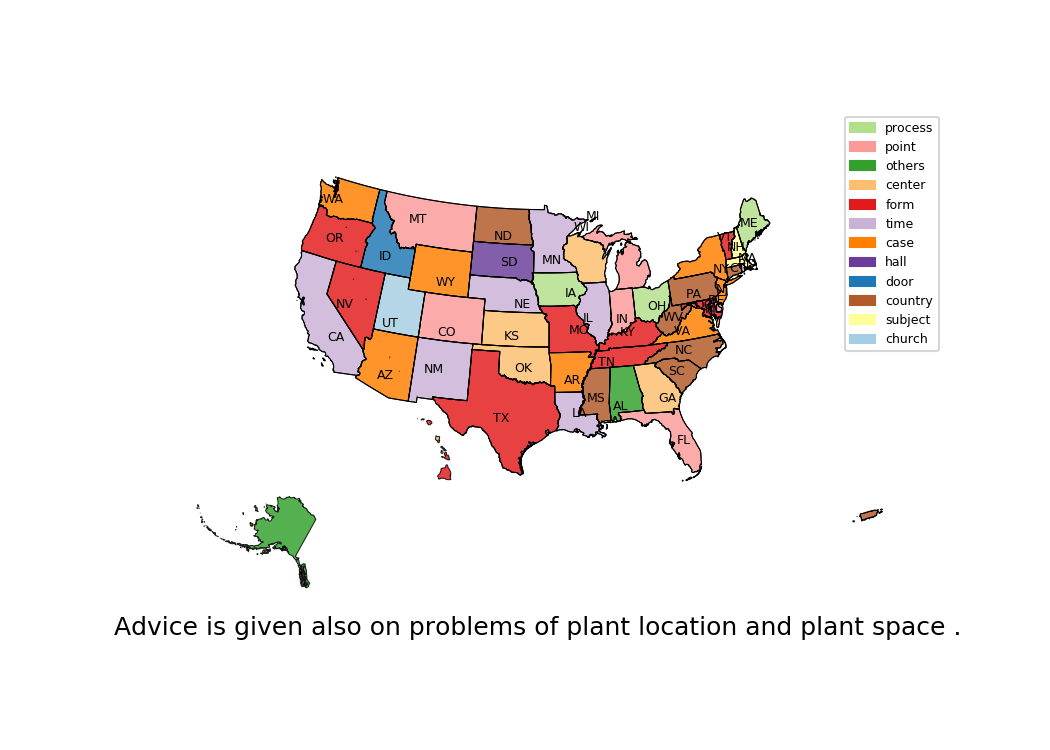 process
point
others
center
form
time
case
hall
door
country
subject
church
WA
MT
ME
OR
ND
MI
WI
ID
SD
MN
NH
WY
NY
NV
NE
IA
PA
OH
UT
CA
CO
KS
MO
IL
IN
WV
KY
VA
AZ
NM
OK
AR
TN
NC
SC
TX
LA
MS
AL
GA
FL
Advice is given also on problems of plant location and plant space .